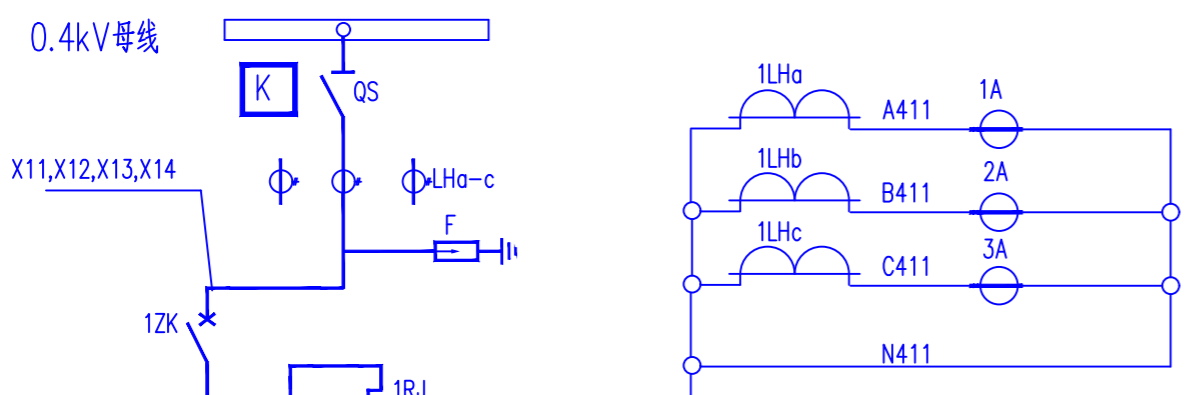 0.4kV母线
K
QS
X11,X12,X13,X14
LHa-c
F
1ZK
1RJ
1LHa
A411
1A
1LHb
B411
2A
1LHc
C411
3A
N411